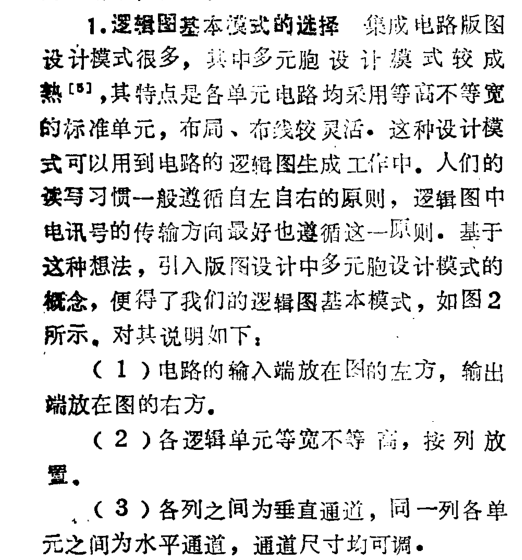 1.逻辑图基本模式的选择 集成电路版图
设计模式很多，其中多元胞设计模式较成
熟[5],其特点是各单元电路均采用等高不等宽
的标准单元，布局、布线较灵活。这种设计模
式可以用到电路的逻辑图生成工作中。人们的
读写习惯一般遵循自左自右的原则，逻辑图中
电讯号的传输方向最好也遵循这一原则。基于
这种想法，引入版图设计中多元胞设计模式的
概念，便得了我们的逻辑图基本模式，如图2
所示。对其说明如下：
（1）电路的输入端放在图的左方，输出
端放在图的右方。
（2）各逻辑单元等宽不等高，按列放
置。
（3）各列之间为垂直通道，同一列各单
元之间为水平通道，通道尺寸均可调。